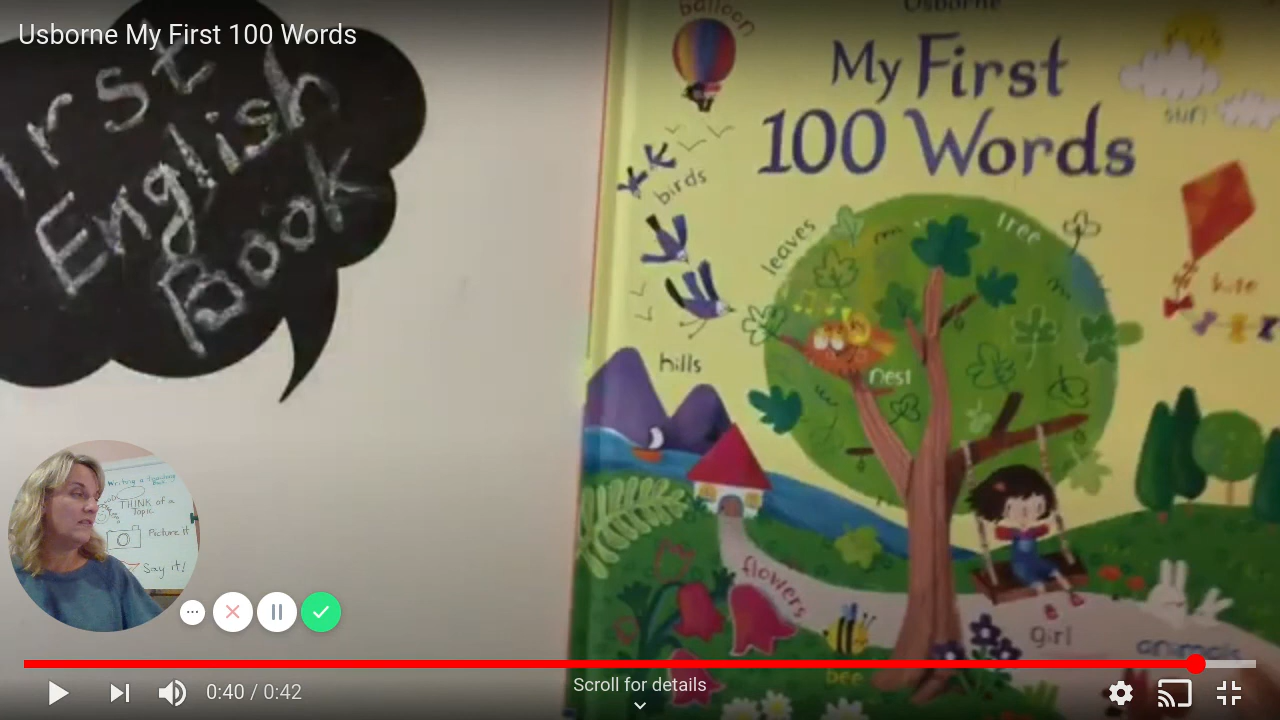 Usborne My First 100 Words
irst
English
Book
balloon
Usborne
My First
100 Words
sun
birds
leaves
tree
kite
hills
nest
flowers
girl
animals
bee
Writing a
THINK of a
Topic
Picture it
Say it!
0:40 / 0:42
Scroll for details